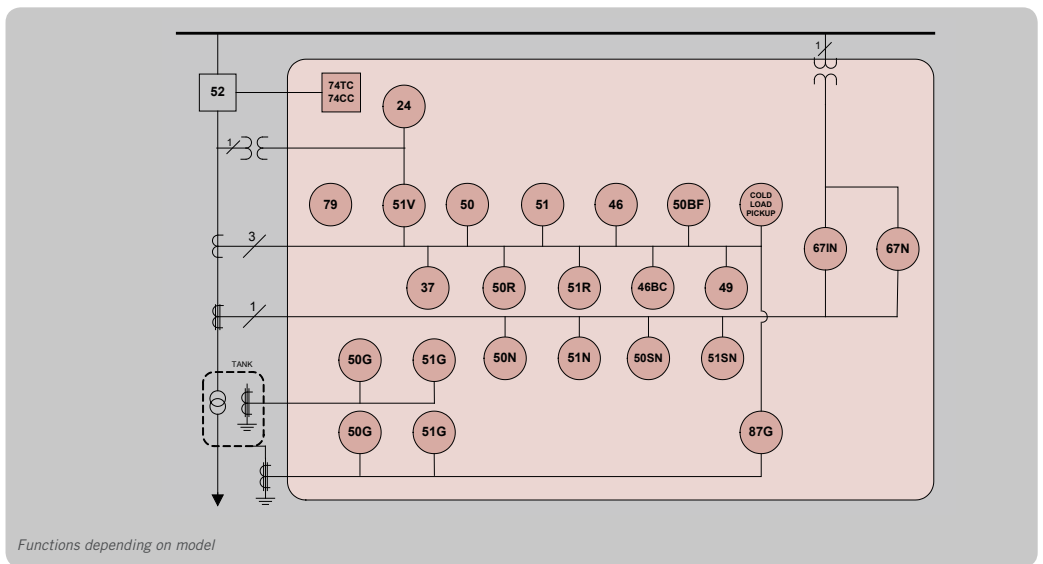 1
52
74TC
74CC
24
1
79
51V
50
51
46
50BF
COLD
LOAD
PICKUP
3
67IN
67N
37
50R
51R
46BC
49
1
50N
51N
50SN
51SN
TANK
50G
51G
50G
51G
87G
Functions depending on model